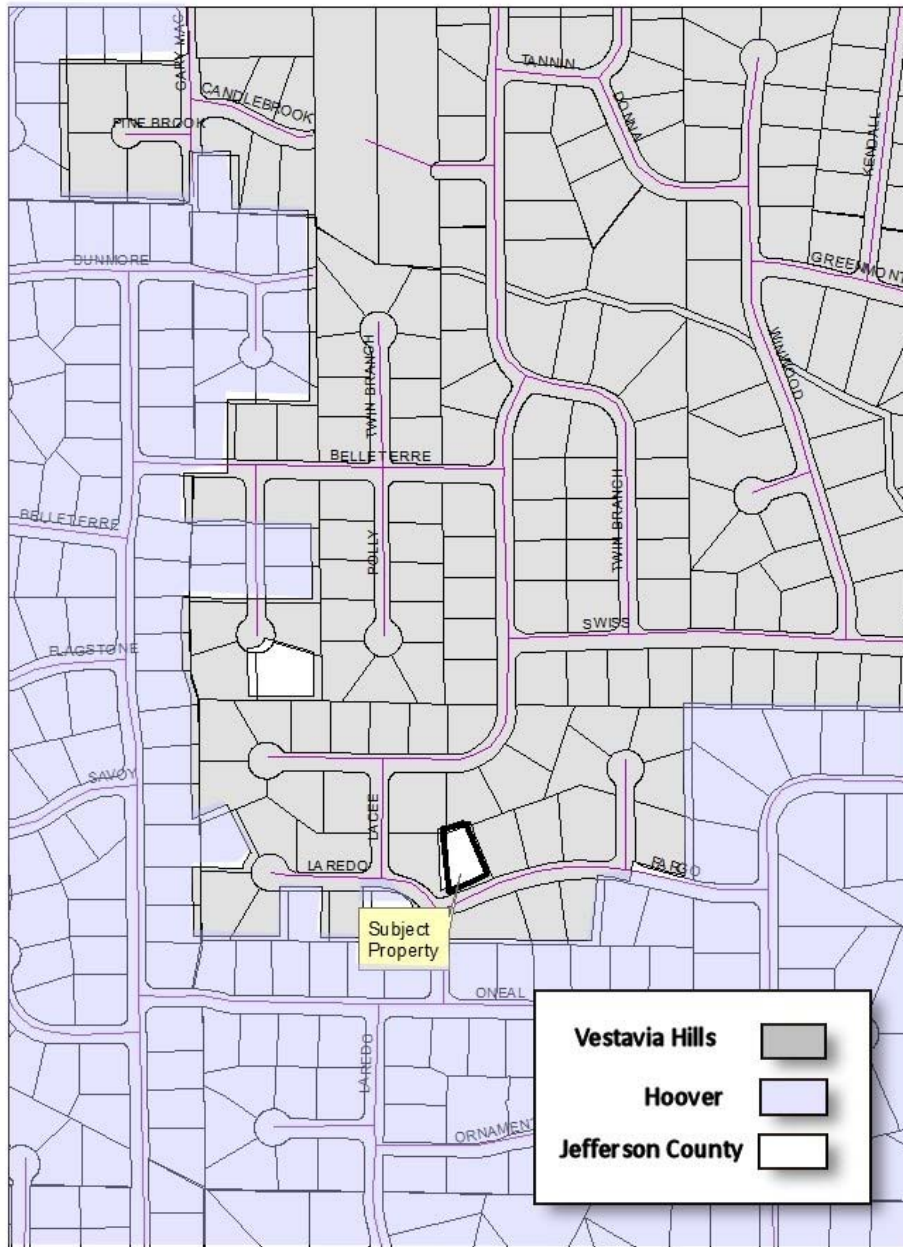 GARY MAC
TANNIN
CANDLEBROOK
PINE BROOK
DONNA
KENDALL
DUNMORE
GREENMONT
TWIN BRANCH
WINWOOD
BELLETERRE
BELLETERRE
POLLY
TWIN BRANCH
SWISS
FLAGSTONE
SAVOY
LACEE
LAREDO
FARGO
Subject
Property
ONEAL
LAREDO
ORNAMENT
Vestavia Hills
Hoover
Jefferson County